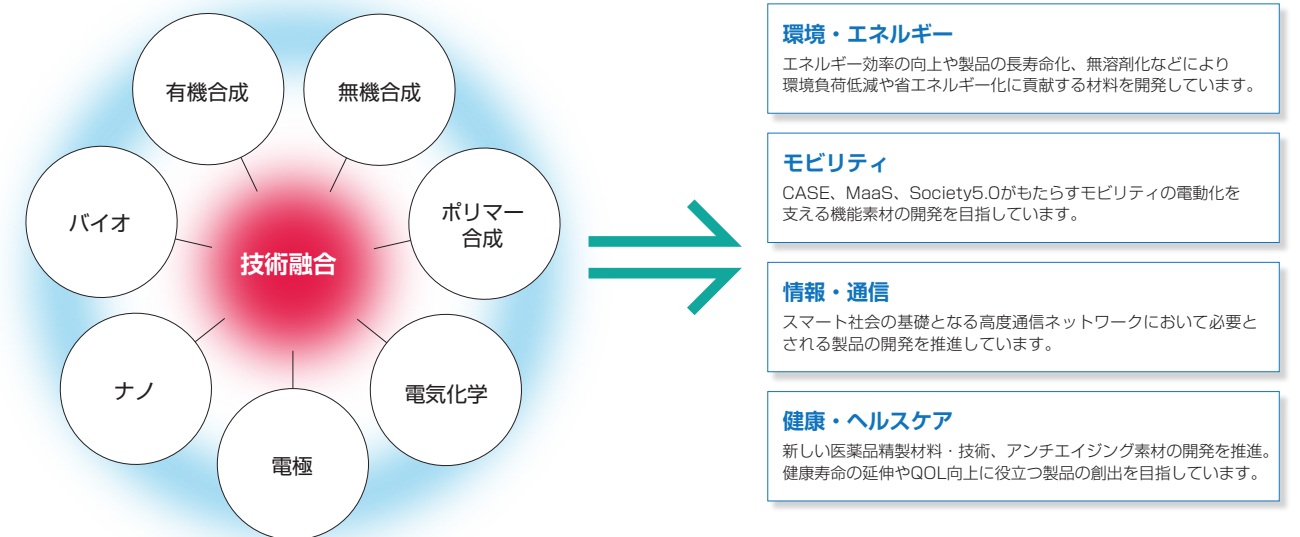 有機合成
無機合成
バイオ
ポリマー
合成
技術融合
ナノ
電気化学
電極
環境・エネルギー
エネルギー効率の向上や製品の長寿命化、無溶剤化などにより
環境負荷低減や省エネルギー化に貢献する材料を開発しています。
モビリティ
CASE、MaaS、Society5.0がもたらすモビリティの電動化を
支える機能素材の開発を目指しています。
情報・通信
スマート社会の基礎となる高度通信ネットワークにおいて必要と
される製品の開発を推進しています。
健康・ヘルスケア
新しい医薬品精製材料・技術、アンチエイジング素材の開発を推進。
健康寿命の延伸やQOL向上に役立つ製品の創出を目指しています。